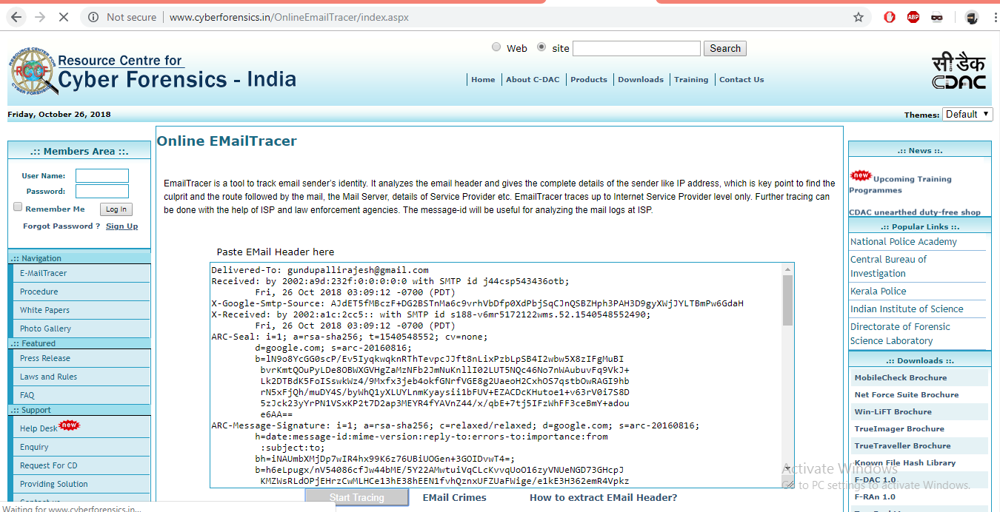 Not secure | www.cyberforensics.in/OnlineEmailTracer/index.aspx
ABP
Resource Centre for
Cyber Forensics - India
RCCF
Web site Search
Home About C-DAC Products Downloads Training Contact Us
सी डैक
CDAC
Friday, October 26, 2018
Themes: Default
.:: Members Area ::.
User Name:
Password:
Remember Me Log In
Forgot Password ? Sign Up
.:: Navigation
E-MailTracer
Procedure
White Papers
Photo Gallery
.:: Featured
Press Release
Laws and Rules
FAQ
.:: Support
Help Desk new
Enquiry
Request For CD
Providing Solution
Waiting for www.cyberforensics.in...
Online EMailTracer
EmailTracer is a tool to track email sender's identity. It analyzes the email header and gives the complete details of the sender like IP address, which is key point to find the
culprit and the route followed by the mail, the Mail Server, details of Service Provider etc. EmailTracer traces up to Internet Service Provider level only. Further tracing can
be done with the help of ISP and law enforcement agencies. The message-id will be useful for analyzing the mail logs at ISP.
Paste EMail Header here
Delivered-To: gundupallirajesh@gmail.com
Received: by 2002:a9d:232f:0:0:0:0:0 with SMTP id j44csp543436otb;
Fri, 26 Oct 2018 03:09:12 -0700 (PDT)
X-Google-Smtp-Source: AJdET5fMBczF+DG2BSTnMa6c9vrhVbDfp0XdPbjSqCJnQSBZHph3PAH3D9gyXWjJYLTBmPw6GdaH
X-Received: by 2002:a1c:2cc5:: with SMTP id s188-v6mr5172122wms.52.1540548552490;
Fri, 26 Oct 2018 03:09:12 -0700 (PDT)
ARC-Seal: i=1; a=rsa-sha256; t=1540548552; cv=none;
d=google.com; s=arc-20160816;
b=lN9o8YcGG0scP/Ev5IyqkwqknRThTevpcJJft8nLixPzbLpSB4I2wbw5X8zIFgMuBI
bvrKmtQOuPyLDe8OBWXGVHgZaMzNFb2JmNuKnllI02LUT5NQc46No7nWAubuvFq9VkJ+
Lk2DTBdK5FoISswkWz4/9Mxfx3jeb4okfGNrfVGE8g2UaeoH2CxhOS7qstbOwRAGI9hb
rN5xFjQh/muDY4S/byWhQ1yXLUYLnmKyaysii1bFUV+EZACDcKHutoe1+v63rV0i7S8D
5zJck23yYrPN1VSxKP2t7D2ap3MEYR4fYAVnZ44/x/qbE+7tj5IFzWhFF3ceBmY+adou
e6AA==
ARC-Message-Signature: i=1; a=rsa-sha256; c=relaxed/relaxed; d=google.com; s=arc-20160816;
h=date:message-id:mime-version:reply-to:errors-to:importance:from
:subject:to;
bh=iNAUmbXMjDp7wIR4hx99K6z76UBiUOGen+3GOIDvwT4=;
b=h6eLpugx/nV54086cfJw44bME/5Y22AMwtuiVqCLcKvvqUoO16zyVNUeNGD73GHcpJ
KMZWsRLdOPjEHrzCwMLHCe13hE38hEEN1fvhQznxUFZUaFWige/e1kE3H362emR4Vpkz
Start Tracing EMail Crimes How to extract EMail Header?
.:: News ::.
new Upcoming Training
Programmes
CDAC unearthed duty-free shop
.:: Popular Links ::.
National Police Academy
Central Bureau of
Investigation
Kerala Police
Indian Institute of Science
Directorate of Forensic
Science Laboratory
.:: Downloads ::.
MobileCheck Brochure
Net Force Suite Brochure
Win-LiFT Brochure
TrueImager Brochure
TrueTraveller Brochure
Known File Hash Library
F-DAC 1.0
F-RAn 1.0
Activate Windows
Go to PC settings to activate Windows.